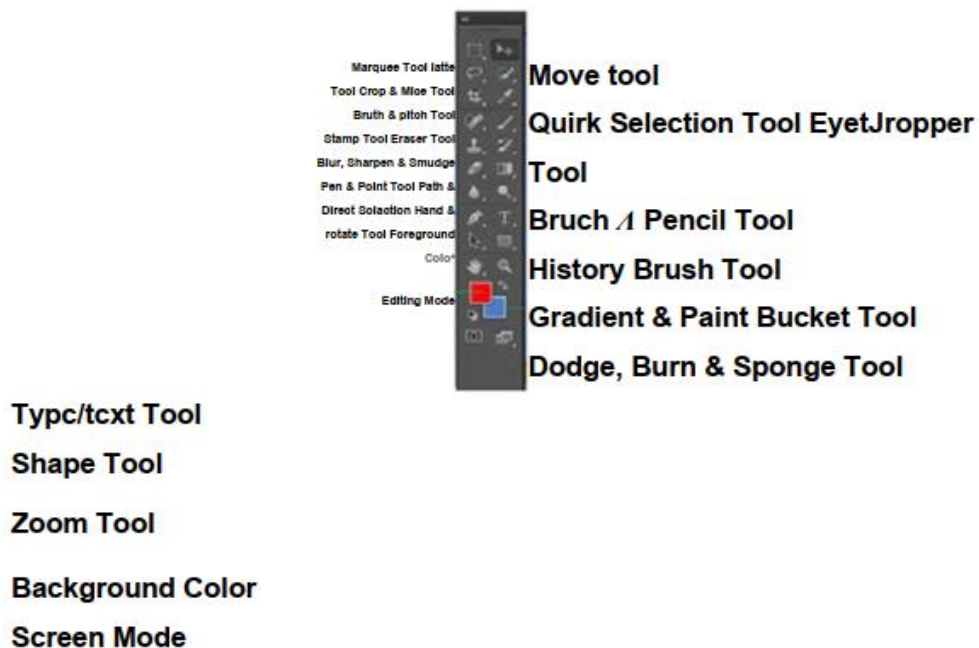 Marquee Tool latte
Tool Crop & Mloe Tool
Bruth & pltoh Tool
Stamp Tool Eraser Tool
Blur, Sharpen & Smudge
Pen & Point Tool Path &
Direct Solaction Hand &
rotate Tool Foreground
Colo*
Editing Mode
Move tool
Quirk Selection Tool EyetJropper
Tool
Bruch Λ Pencil Tool
History Brush Tool
Gradient & Paint Bucket Tool
Dodge, Burn & Sponge Tool
Typc/tcxt Tool
Shape Tool
Zoom Tool
Background Color
Screen Mode